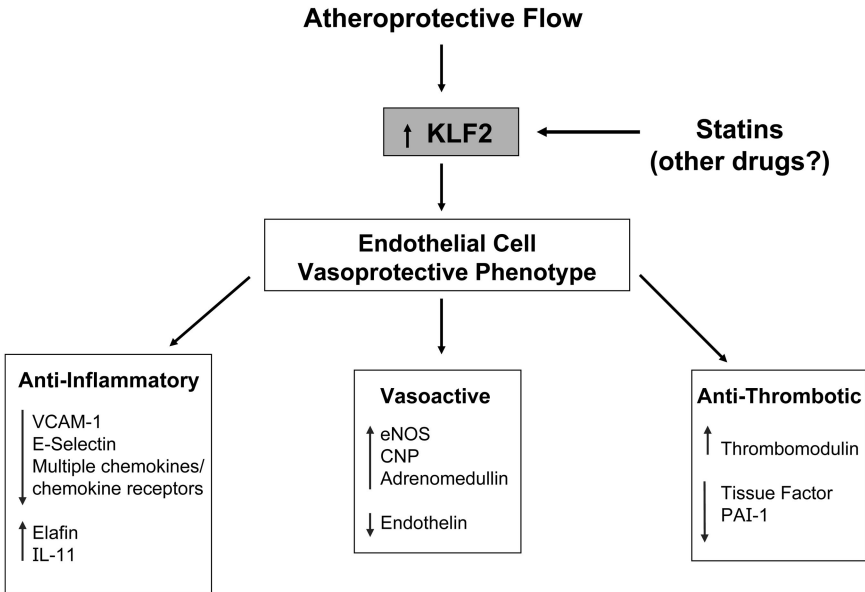 Atheroprotective Flow
KLF2
Statins
(other drugs?)
Endothelial Cell
Vasoprotective Phenotype
Anti-Inflammatory
VCAM-1
E-Selectin
Multiple chemokines/
chemokine receptors
Elafin
IL-11
Vasoactive
eNOS
CNP
Adrenomedullin
Endothelin
Anti-Thrombotic
Thrombomodulin
Tissue Factor
PAI-1